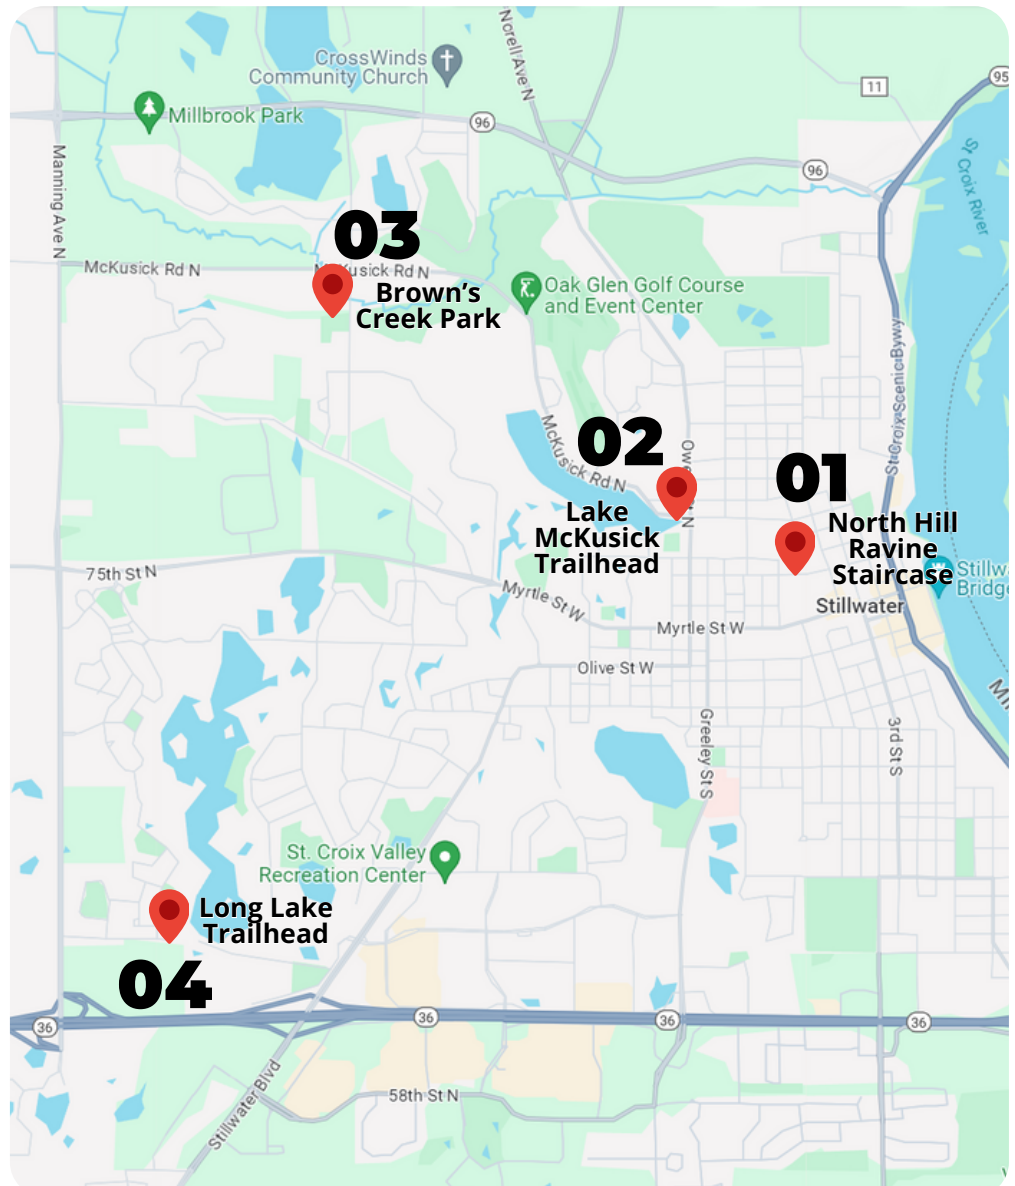 Norell Ave N
CrossWinds
Community Church
11
95
Millbrook Park
96
96
Manning Ave N
St Croix River
03
McKusick Rd N
McKusick Rd N
Brown's
Creek Park
Oak Glen Golf Course
and Event Center
St Croix Scenic Bywy
02
McKusick Rd N
01
Lake
McKusick
Trailhead
North Hill
Ravine
Staircase
75th St N
Myrtle St W
Stillwater
Myrtle St W
Olive St W
Greeley St S
3rd St S
St. Croix Valley
Recreation Center
Long Lake
Trailhead
04
36
36
36
36
58th St N
Stillwater Blvd